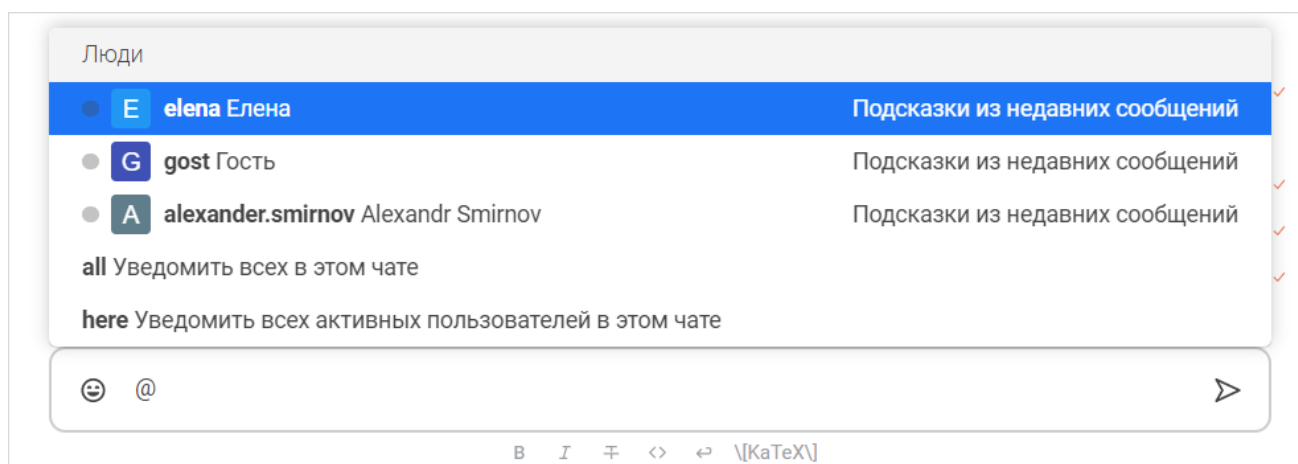 Люди
E elena Елена Подсказки из недавних сообщений
G gost Гость Подсказки из недавних сообщений
A alexander.smirnov Alexandr Smirnov Подсказки из недавних сообщений
all Уведомить всех в этом чате
here Уведомить всех активных пользователей в этом чате
@
B I T <> \[KaTeX\]